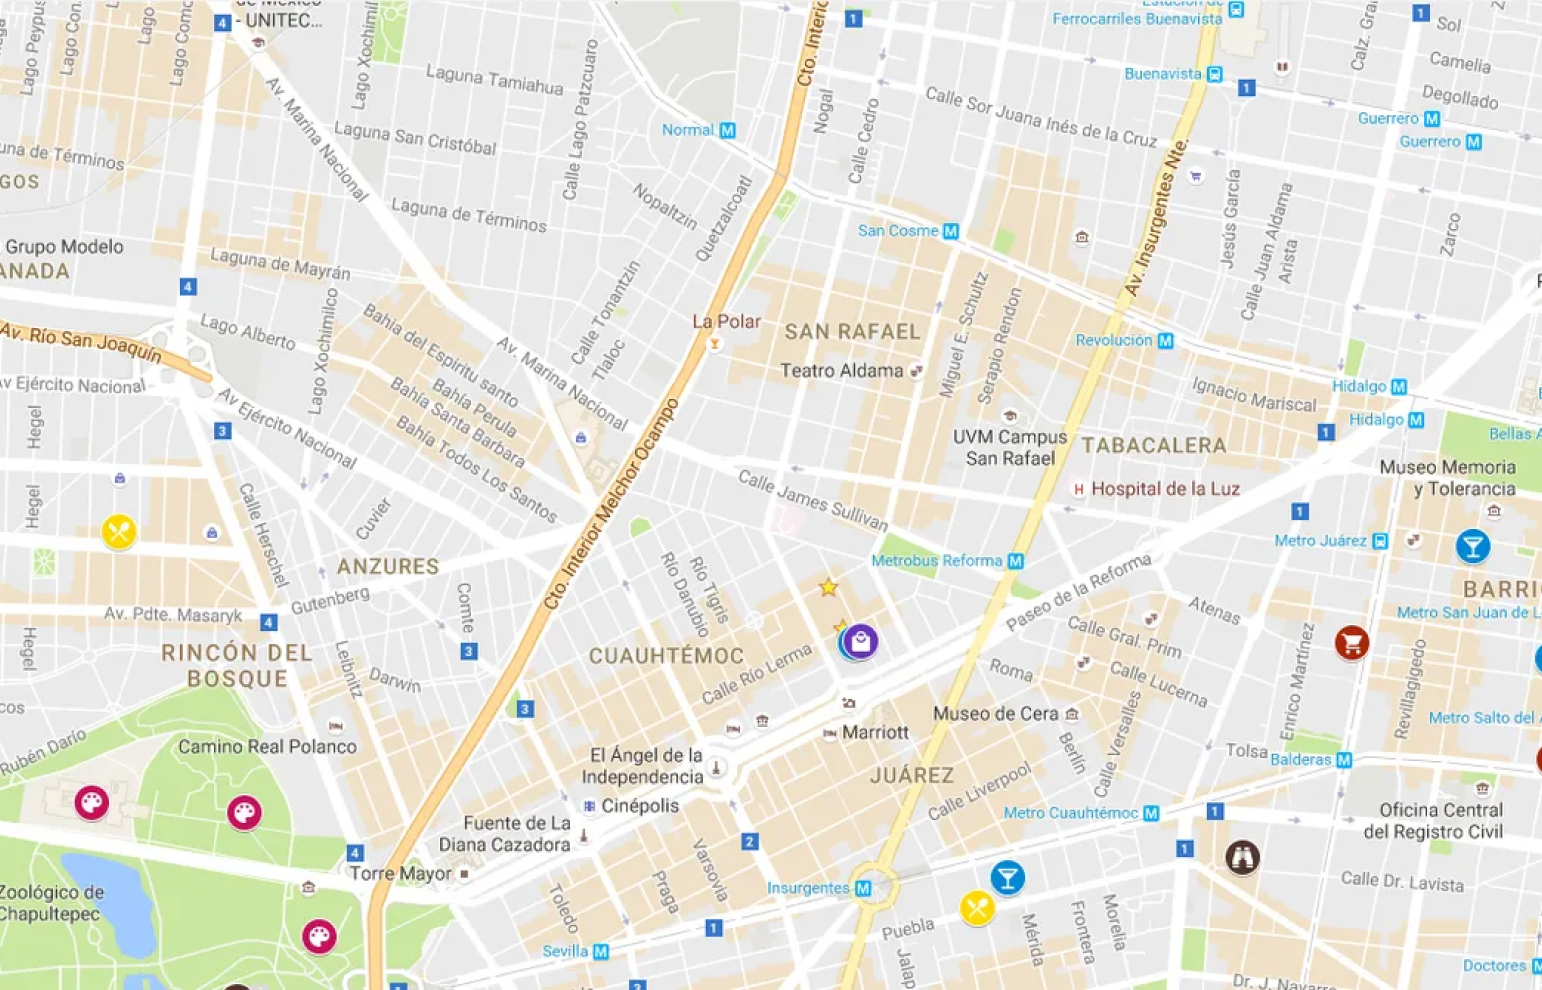 de México
- UNITEC...
4
Lago Xochimil
Cto. Interio
1
Estación de
Ferrocarriles Buenavista
1
Sol
Calz. Gra
Lago Peypus
Lago Con.
Lago
Lago Como
Laguna Tamiahua
Calle Lago Patzcuaro
Nogal
Calle Cedro
Buenavista
1
Camelia
Degollado
Calle Sor Juana Inés de la Cruz
Guerrero
Guerrero
Av. Marina Nacional
Laguna San Cristóbal
Normal
una de Términos
GOS
Laguna de Términos
Nopaltzin
Quetzalcoatl
San Cosme
Av. Insurgentes Nte.
Jesús García
Calle Juan Aldama
Arista
Zarco
Grupo Modelo
ANADA
Laguna de Mayrán
4
Calle Tonantzin
Tlaloc
La Polar
SAN RAFAEL
Teatro Aldama
Miguel E. Schultz
Serapio Rendon
Revolución
Av. Río San Joaquín
Lago Alberto
Lago Xochimilco
Bahia del Espiritu santo
Bahía Perula
Bahía Santa Barbara
Bahía Todos Los Santos
Av. Marina Nacional
Av Ejército Nacional
Av Ejército Nacional
Hidalgo
Ignacio Mariscal
Hidalgo
1
Bellas A
Hegel
3
Cto. Interior Melchor Ocampo
UVM Campus
San Rafael
TABACALERA
Museo Memoria
y Tolerancia
Hospital de la Luz
Calle James Sullivan
Hegel
Calle Herschel
Cuvier
1
Metro Juárez
ANZURES
Metrobus Reforma
Paseo de la Reforma
BARRI
Metro San Juan de L
Río Tigris
Río Danubio
Gutenberg
Comte
Av. Pdte. Masaryk
4
Atenas
Calle Gral. Prim
Hegel
RINCÓN DEL
BOSQUE
3
CUAUHTÉMOC
Calle Río Lerma
Roma
Calle Lucerna
Enrico Martínez
Revillagigedo
Leibnitz
Darwin
cos
3
Rubén Darío
Camino Real Polanco
Marriott
Museo de Cera
Berlín
Calle Versalles
Metro Salto del A
Tolsa
Balderas
El Ángel de la
Independencia
JUÁREZ
Calle Liverpool
Cinépolis
Metro Cuauhtémoc
1
Oficina Central
del Registro Civil
Fuente de La
Diana Cazadora
2
1
4
Torre Mayor
Varsovia
Praga
Toledo
Insurgentes
Calle Dr. Lavista
Zoológico de
Chapultepec
1
Puebla
Mérida
Frontera
Morelia
Jalap
Sevilla
Doctores
Dr. J. Navarro
1
3